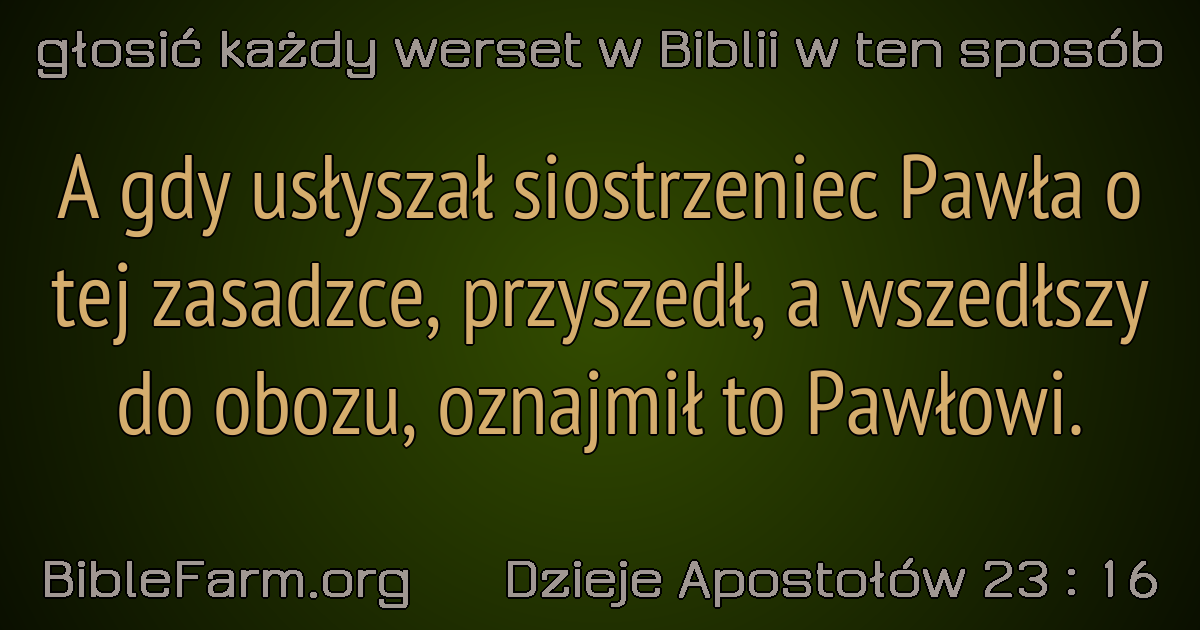 głosić każdy werset w Biblii w ten sposób
A gdy usłyszał siostrzeniec Pawła o
tej zasadzce, przyszedł, a wszedłszy
do obozu, oznajmił to Pawłowi.
BibleFarm.org Dzieje Apostołów 23 : 16